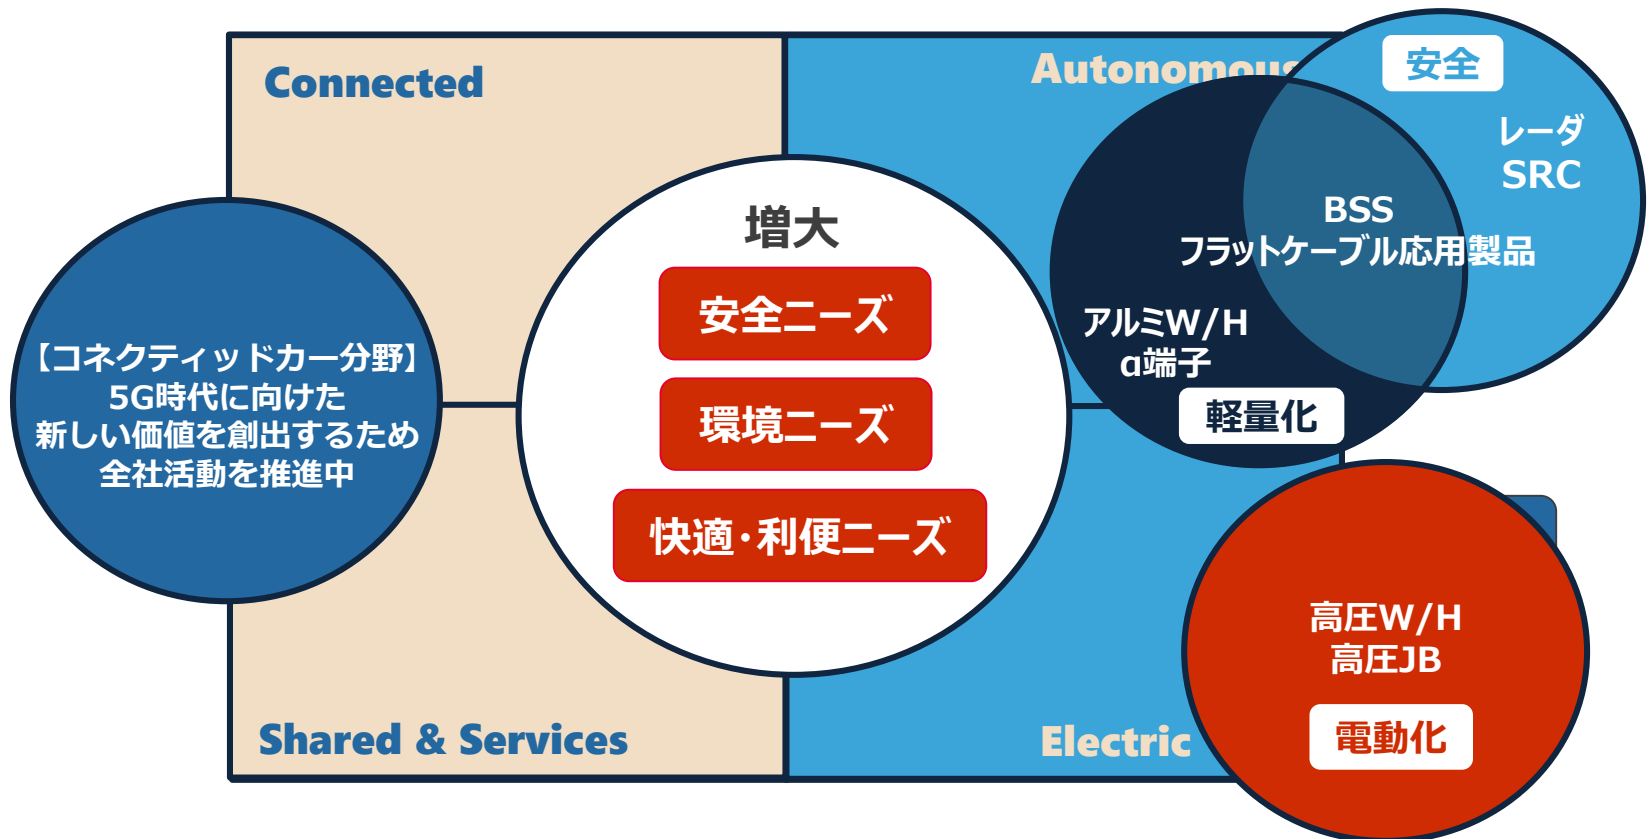 Connected
Autonomous
安全
レーダ
SRC
BSS
フラットケーブル応用製品
アルミW/H
α端子
軽量化
増大
安全ニーズ
環境ニーズ
快適・利便ニーズ
【コネクティッドカー分野】
5G時代に向けた
新しい価値を創出するため
全社活動を推進中
高圧W/H
高圧JB
電動化
Shared & Services
Electric